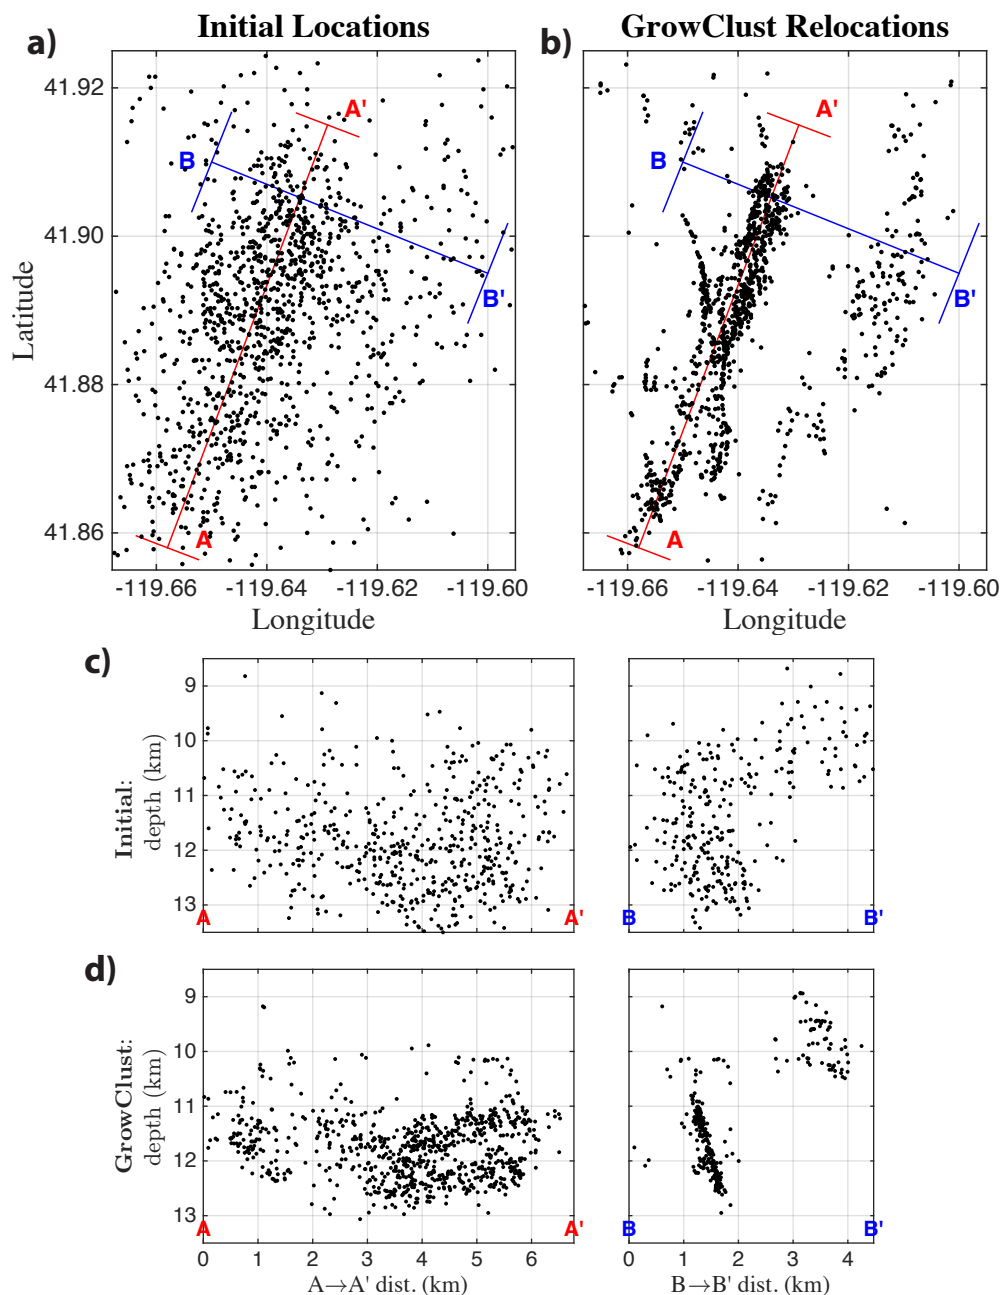 a) Initial Locations
b) GrowClust Relocations
41.92
41.90
41.88
41.86
Latitude
A'
B
B'
A
A'
B
B'
A
-119.66 -119.64 -119.62 -119.60
-119.66 -119.64 -119.62 -119.60
Longitude
Longitude
c)
Initial:
depth (km)
9
10
11
12
13
A A'
B B'
d)
GrowClust:
depth (km)
9
10
11
12
13
A A'
B B'
0 1 2 3 4 5 6
0 1 2 3 4
A→A' dist. (km)
B→B' dist. (km)